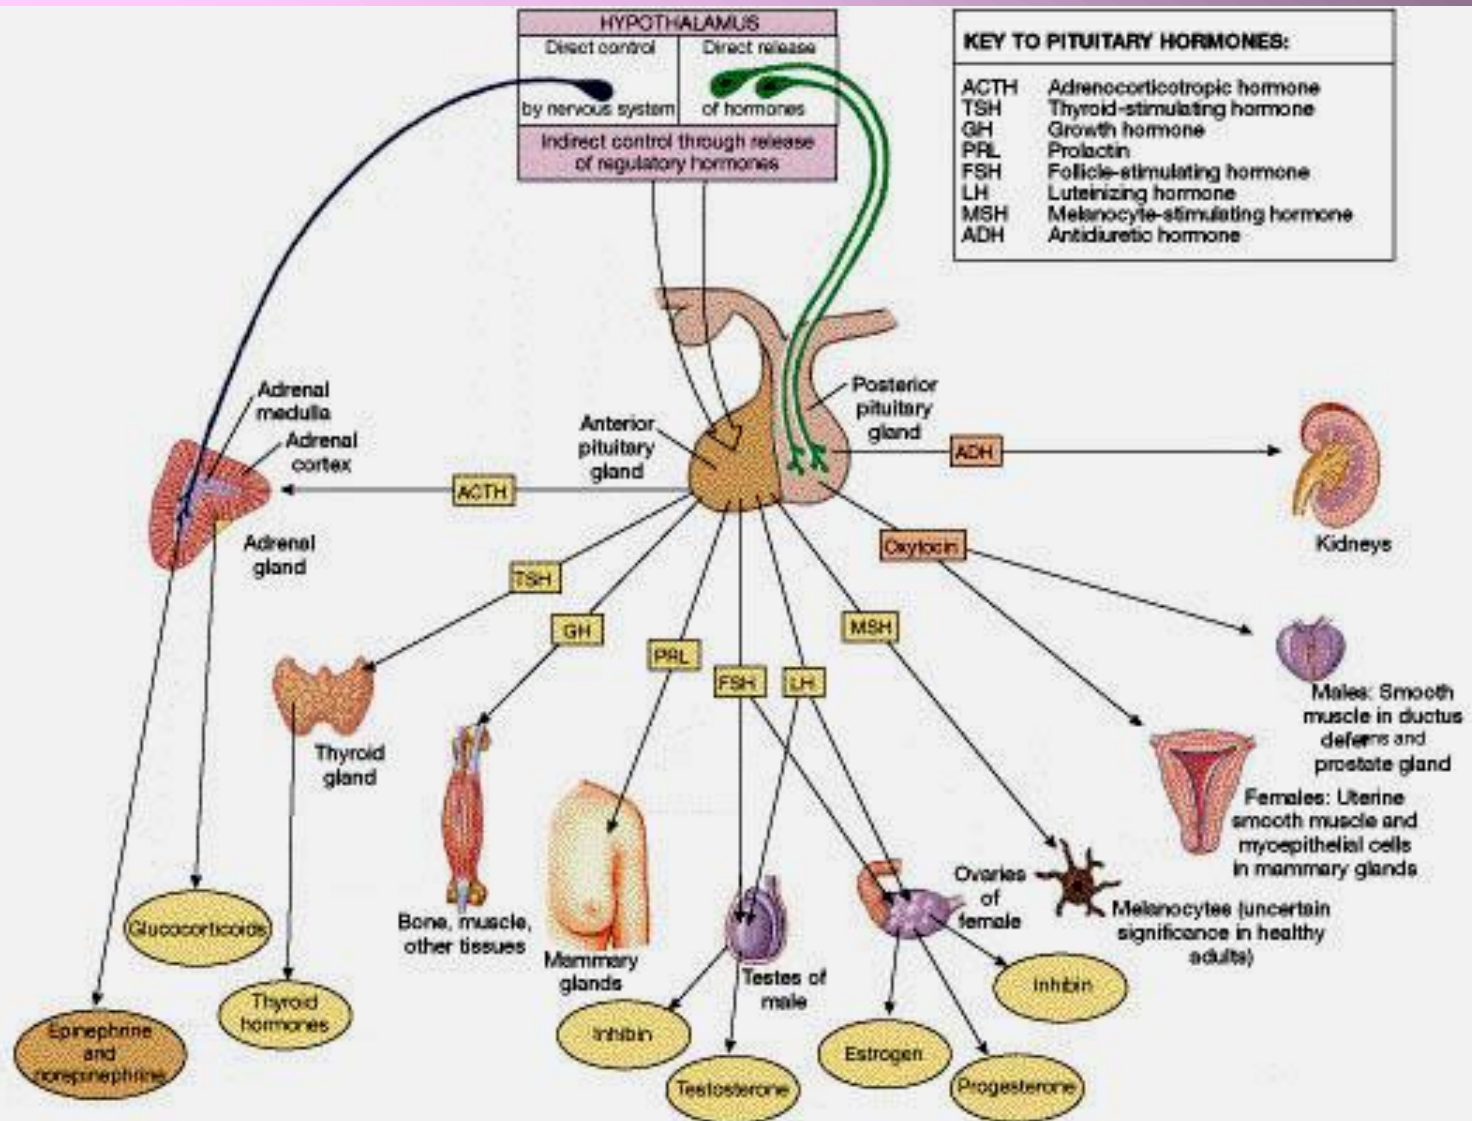 HYPOTHALAMUS
Direct control
by nervous system
Direct release
of hormones
Indirect control through release
of regulatory hormones
KEY TO PITUITARY HORMONES:
ACTH Adrenocorticotropic hormone
TSH Thyroid-stimulating hormone
GH Growth hormone
PRL Prolactin
FSH Follicle-stimulating hormone
LH Luteinizing hormone
MSH Melanocyte-stimulating hormone
ADH Antidiuretic hormone
Adrenal
medulla
Adrenal
cortex
Adrenal
gland
Anterior
pituitary
gland
Posterior
pituitary
gland
ACTH
TSH
GH
PRL
FSH
LH
MSH
ADH
Oxytocin
Kidneys
Males: Smooth
muscle in ductus
deferns and
prostate gland
Females: Uterine
smooth muscle and
myoepithelial cells
in mammary glands
Thyroid
gland
Bone, muscle,
other tissues
Mammary
glands
Testes of
male
Ovaries
of
female
Melanocytes (uncertain
significance in healthy
adults)
Glucocorticoids
Epinephrine
and
norepinephrine
Thyroid
hormones
Inhibin
Testosterone
Estrogen
Progesterone
Inhibin